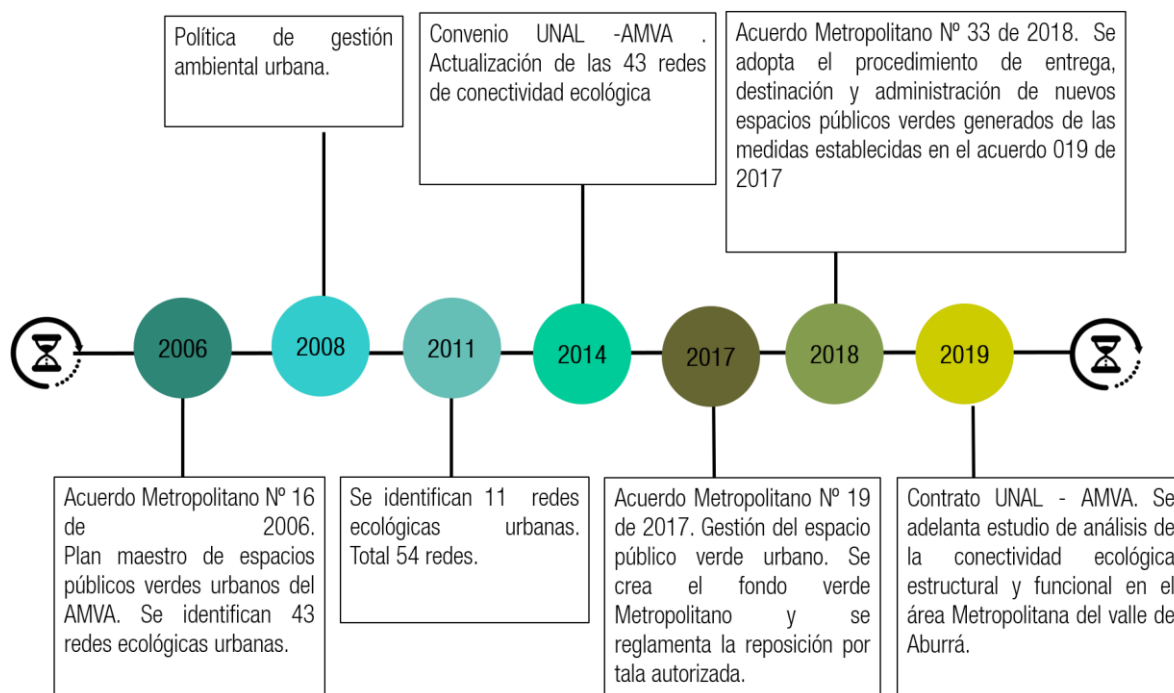 Política de gestión
ambiental urbana.
Convenio UNAL -AMVA .
Actualización de las 43 redes
de conectividad ecológica
Acuerdo Metropolitano Nº 33 de 2018. Se
adopta el procedimiento de entrega,
destinación y administración de nuevos
espacios públicos verdes generados de las
medidas establecidas en el acuerdo 019 de
2017
2006
2008
2011
2014
2017
2018
2019
Acuerdo Metropolitano Nº 16
de 2006.
Plan maestro de espacios
públicos verdes urbanos del
AMVA. Se identifican 43
redes ecológicas urbanas.
Se identifican 11 redes
ecológicas urbanas.
Total 54 redes.
Acuerdo Metropolitano Nº 19
de 2017. Gestión del espacio
público verde urbano. Se
crea el fondo verde
Metropolitano y se
reglamenta la reposición por
tala autorizada.
Contrato UNAL - AMVA. Se
adelanta estudio de análisis de
la conectividad ecológica
estructural y funcional en el
área Metropolitana del valle de
Aburrá.